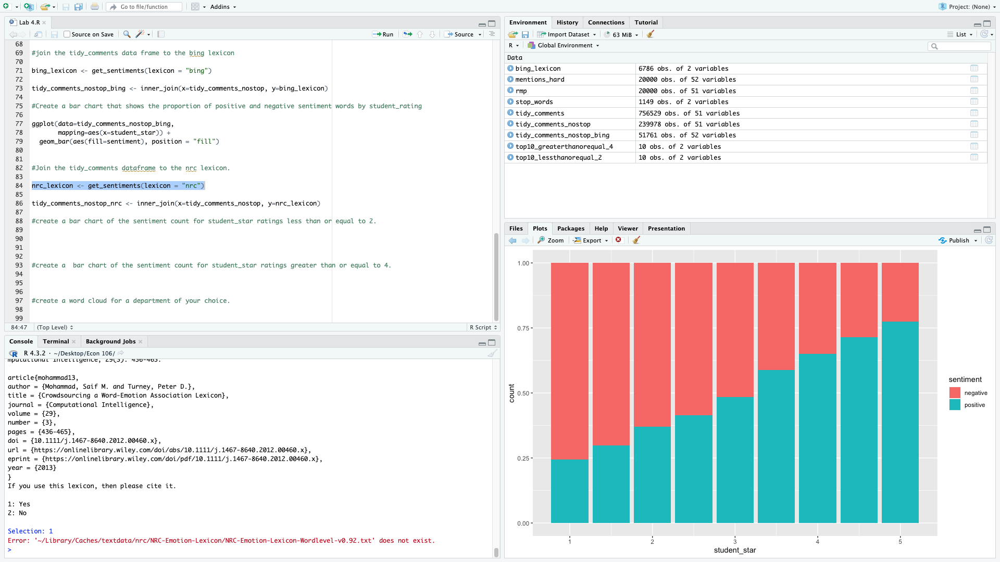 Go to file/function
Addins
Project: (None)
Lab 4.R
Source on Save
Run
Source
68
69 #join the tidy_comments data frame to the bing lexicon
70
71 bing_lexicon <- get_sentiments(lexicon = "bing")
72
73 tidy_comments_nostop_bing <- inner_join(x=tidy_comments_nostop, y=bing_lexicon)
74
75 #Create a bar chart that shows the proportion of positive and negative sentiment words by student_rating
76
77 ggplot(data=tidy_comments_nostop_bing,
78 mapping=aes(x=student_star)) +
79 geom_bar(aes(fill=sentiment), position = "fill")
80
81
82 #Join the tidy_comments dataframe to the nrc lexicon.
83
84 nrc_lexicon <- get_sentiments(lexicon = "nrc")
85
86 tidy_comments_nostop_nrc <- inner_join(x=tidy_comments_nostop, y=nrc_lexicon)
87
88 #create a bar chart of the sentiment count for student_star ratings less than or equal to 2.
89
90
91
92
93 #create a  bar chart of the sentiment count for student_star ratings greater than or equal to 4.
94
95
96
97 #create a word cloud for a department of your choice.
98
99
84:47 (Top Level) R Script
Console Terminal Background Jobs
R 4.3.2 · ~/Desktop/Econ 106/
mputational Intelligence, 29(3): 436-465.
article{mohammad13,
author = {Mohammad, Saif M. and Turney, Peter D.},
title = {Crowdsourcing a Word-Emotion Association Lexicon},
journal = {Computational Intelligence},
volume = {29},
number = {3},
pages = {436-465},
doi = {10.1111/j.1467-8640.2012.00460.x},
url = {https://onlinelibrary.wiley.com/doi/abs/10.1111/j.1467-8640.2012.00460.x},
eprint = {https://onlinelibrary.wiley.com/doi/pdf/10.1111/j.1467-8640.2012.00460.x},
year = {2013}
}
If you use this lexicon, then please cite it.
1: Yes
2: No
Selection: 1
Error: '~/Library/Caches/textdata/nrc/NRC-Emotion-Lexicon/NRC-Emotion-Lexicon-Wordlevel-v0.92.txt' does not exist.
>
Environment History Connections Tutorial
Import Dataset 63 MiB List
R Global Environment
Data
bing_lexicon 6786 obs. of 2 variables
mentions_hard 20000 obs. of 52 variables
rmp 20000 obs. of 51 variables
stop_words 1149 obs. of 2 variables
tidy_comments 756529 obs. of 51 variables
tidy_comments_nostop 239978 obs. of 51 variables
tidy_comments_nostop_bing 51761 obs. of 52 variables
top10_greaterthanorequal_4 10 obs. of 2 variables
top10_lessthanorequal_2 10 obs. of 2 variables
Files Plots Packages Help Viewer Presentation
Zoom Export Publish
1.00
0.75
0.50
0.25
0.00
count
1 2 3 4 5
student_star
sentiment
negative
positive